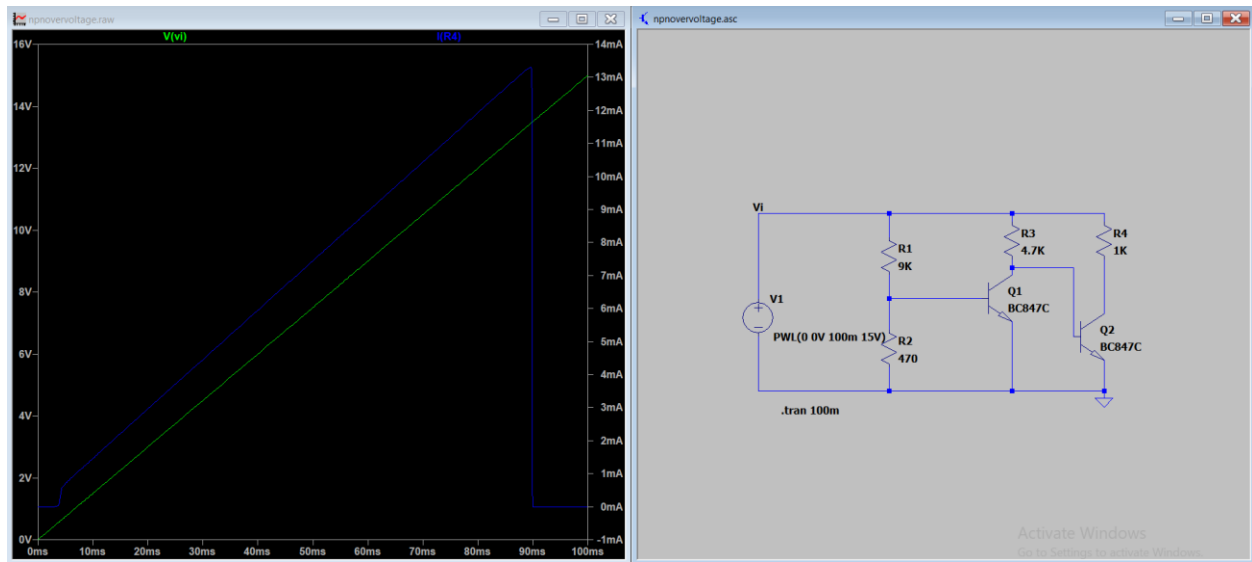 npnovervoltage.raw
V(vi) I(R4)
16V
14V
12V
10V
8V
6V
4V
2V
0V
14mA
13mA
12mA
11mA
10mA
9mA
8mA
7mA
6mA
5mA
4mA
3mA
2mA
1mA
0mA
-1mA
0ms 10ms 20ms 30ms 40ms 50ms 60ms 70ms 80ms 90ms 100ms
npnovervoltage.asc
Vi
R1
9K
R3
4.7K
R4
1K
V1
PWL(0 0V 100m 15V)
Q1
BC847C
R2
470
Q2
BC847C
.tran 100m
Activate Windows
Go to Settings to activate Windows.